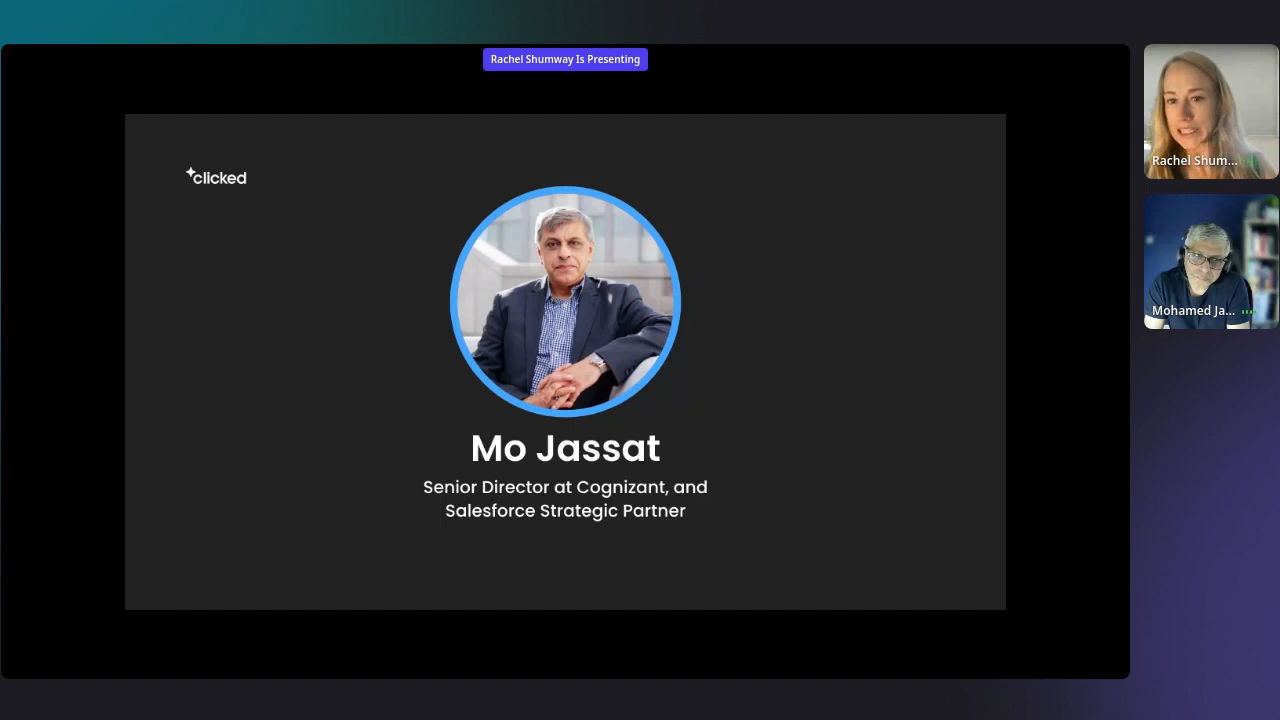 Rachel Shumway Is Presenting
clicked
Mo Jassat
Senior Director at Cognizant, and
Salesforce Strategic Partner
Rachel Shum...
Mohamed Ja...